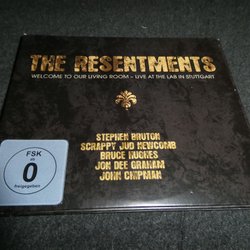 THE RESENTMENTS
WELCOME TO OUR LIVING ROOM – LIVE AT THE LAB IN STUTTGART
STEPHEN BRUTON
SCRAPPY JUD NEWCOMB
BRUCE HUGHES
JON DEE GRAHAM
JOHN CHIPMAN
FSK
ab
0
freigegeben